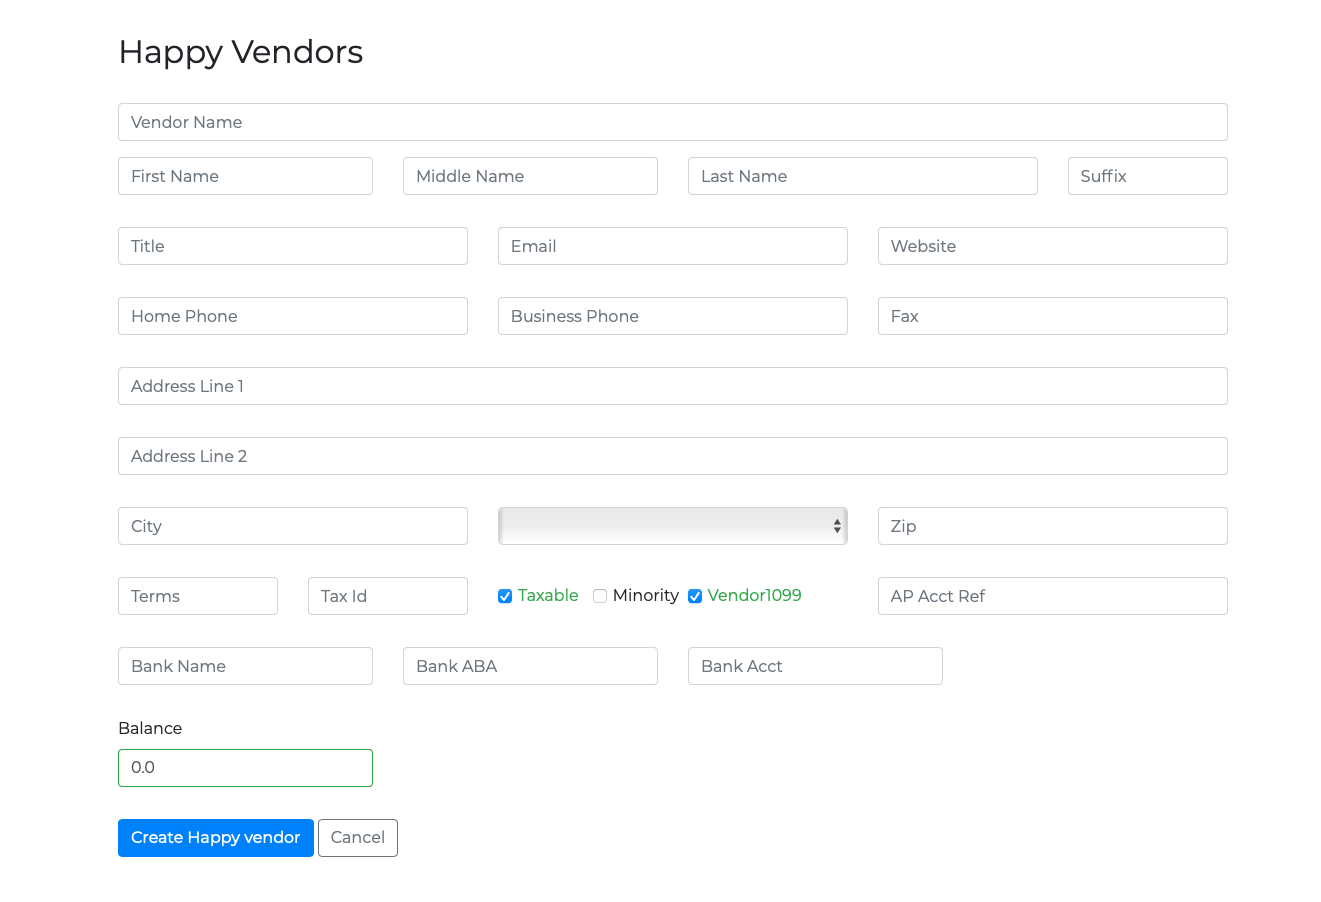 Happy Vendors
Vendor Name
First Name Middle Name Last Name Suffix
Title Email Website
Home Phone Business Phone Fax
Address Line 1
Address Line 2
City Zip
Terms Tax Id Taxable Minority Vendor1099 AP Acct Ref
Bank Name Bank ABA Bank Acct
Balance
0.0
Create Happy vendor Cancel